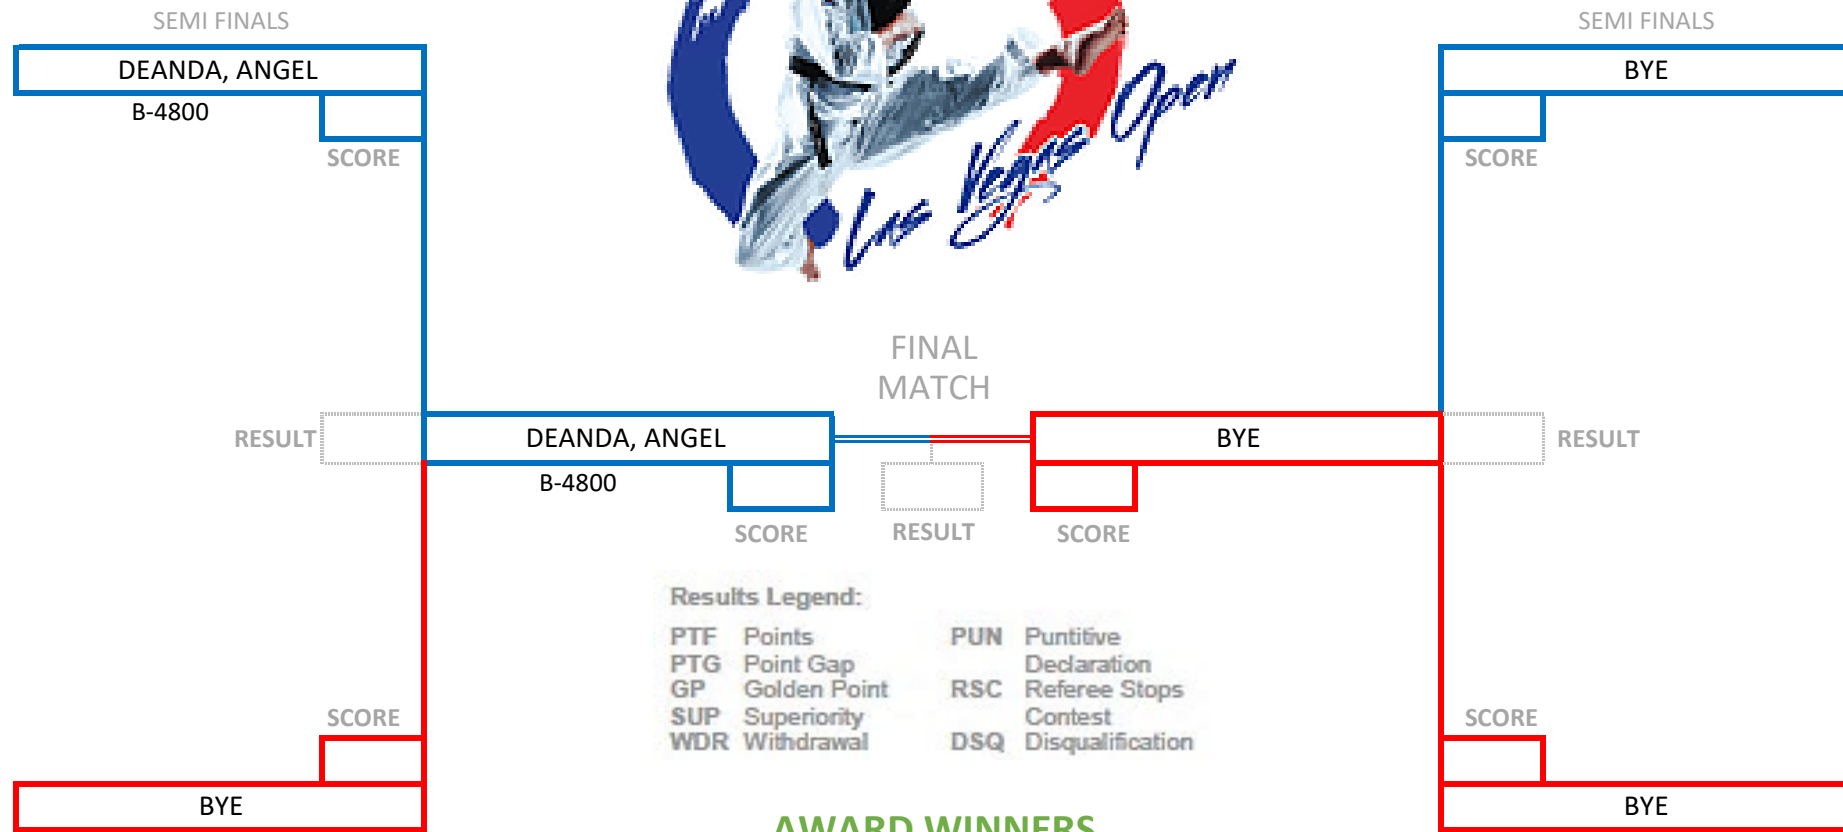 SEMI FINALS
SEMI FINALS
DEANDA, ANGEL
BYE
B-4800
SCORE
SCORE
Las Vegas Open
FINAL
MATCH
RESULT
DEANDA, ANGEL
BYE
RESULT
B-4800
SCORE
RESULT
SCORE
Results Legend:
PTF Points
PTG Point Gap
GP Golden Point
SUP Superiority
WDR Withdrawal
PUN Puntitive
Declaration
RSC Referee Stops
Contest
DSQ Disqualification
SCORE
SCORE
BYE
BYE
AWARD WINNERS